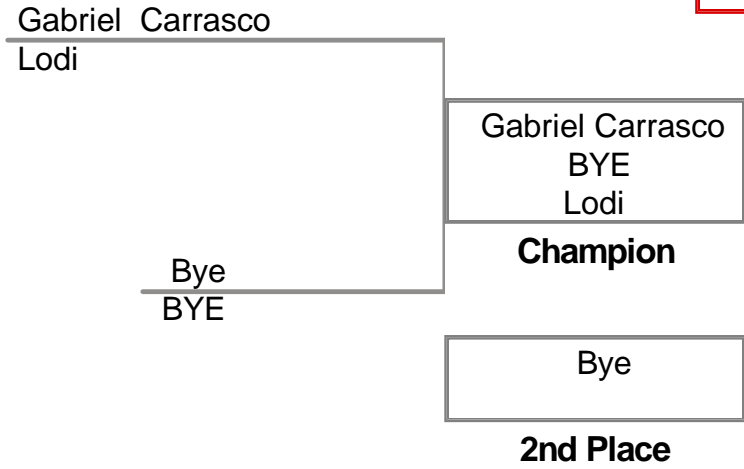 Gabriel Carrasco
Lodi
Gabriel Carrasco
BYE
Lodi
Champion
Bye
BYE
Bye
2nd Place